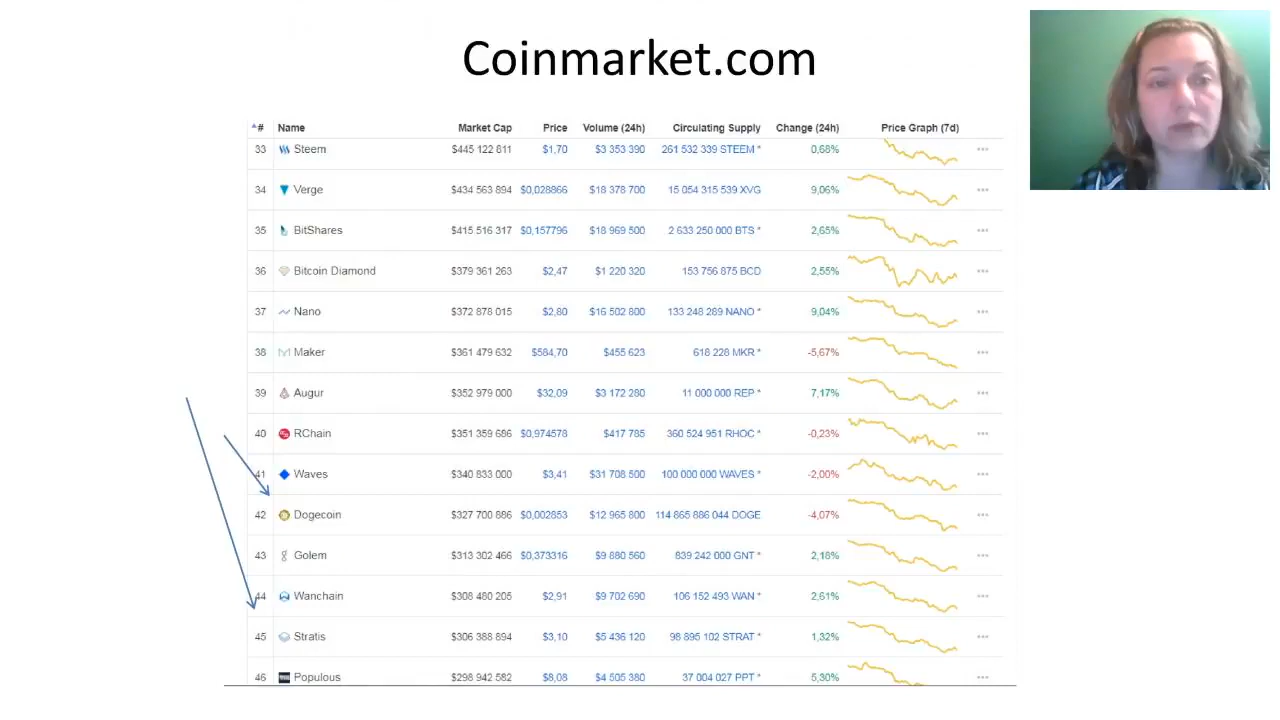 Coinmarket.com
# Name Market Cap Price Volume (24h) Circulating Supply Change (24h) Price Graph (7d)
33 Steem $445 122 811 $1,70 $3 353 390 261 532 339 STEEM * 0,68%
34 Verge $434 563 894 $0,028866 $18 378 700 15 054 315 539 XVG 9,06%
35 BitShares $415 516 317 $0,157796 $18 969 500 2 633 250 000 BTS * 2,65%
36 Bitcoin Diamond $379 361 263 $2,47 $1 220 320 153 756 875 BCD 2,55%
37 Nano $372 878 015 $2,80 $16 502 800 133 248 289 NANO * 9,04%
38 Maker $361 479 632 $584,70 $455 623 618 228 MKR * -5,67%
39 Augur $352 979 000 $32,09 $3 172 280 11 000 000 REP * 7,17%
40 RChain $351 359 686 $0,974578 $417 785 360 524 951 RHOC * -0,23%
41 Waves $340 833 000 $3,41 $31 708 500 100 000 000 WAVES * -2,00%
42 Dogecoin $327 700 886 $0,002853 $12 965 800 114 865 886 044 DOGE -4,07%
43 Golem $313 302 466 $0,373316 $9 880 560 839 242 000 GNT * 2,18%
44 Wanchain $308 480 205 $2,91 $9 702 690 106 152 493 WAN * 2,61%
45 Stratis $306 388 894 $3,10 $5 436 120 98 895 102 STRAT * 1,32%
46 Populous $298 942 582 $8,08 $4 505 380 37 004 027 PPT * 5,30%